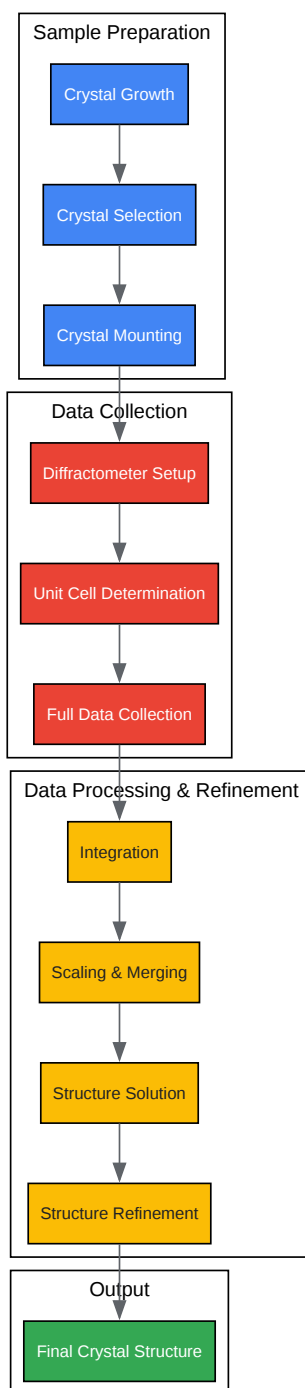 Sample Preparation
Crystal Growth
Crystal Selection
Crystal Mounting
Data Collection
Diffractometer Setup
Unit Cell Determination
Full Data Collection
Data Processing & Refinement
Integration
Scaling & Merging
Structure Solution
Structure Refinement
Output
Final Crystal Structure